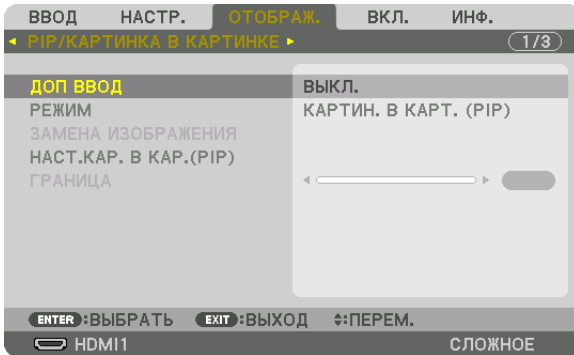 ВВОД НАСТР. ОТОБРАЖ. ВКЛ. ИНФ.
PIP/КАРТИНКА В КАРТИНКЕ 1/3
ДОП ВВОД ВЫКЛ.
РЕЖИМ КАРТИН. В КАРТ. (PIP)
ЗАМЕНА ИЗОБРАЖЕНИЯ
НАСТ.КАР. В КАР.(PIP)
ГРАНИЦА
ENTER :ВЫБРАТЬ EXIT :ВЫХОД :ПЕРЕМ.
HDMI1 СЛОЖНОЕ